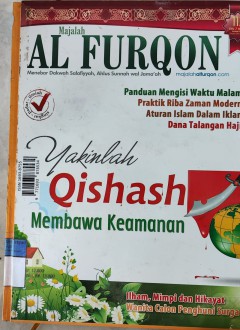 Majalah
AL FURQON
Menebar Dakwah Salafiyyah, Ahlus Sunnah wal Jama'ah
majalahalfurqon.com
Panduan Mengisi Waktu Malam
Praktik Riba Zaman Modern
Aturan Islam Dalam Iklan
Dana Talangan Haji
Yakinlah
Qishash
Membawa Keamanan
Ilham, Mimpi dan Hikayat
Wanita Calon Penghuni Surga